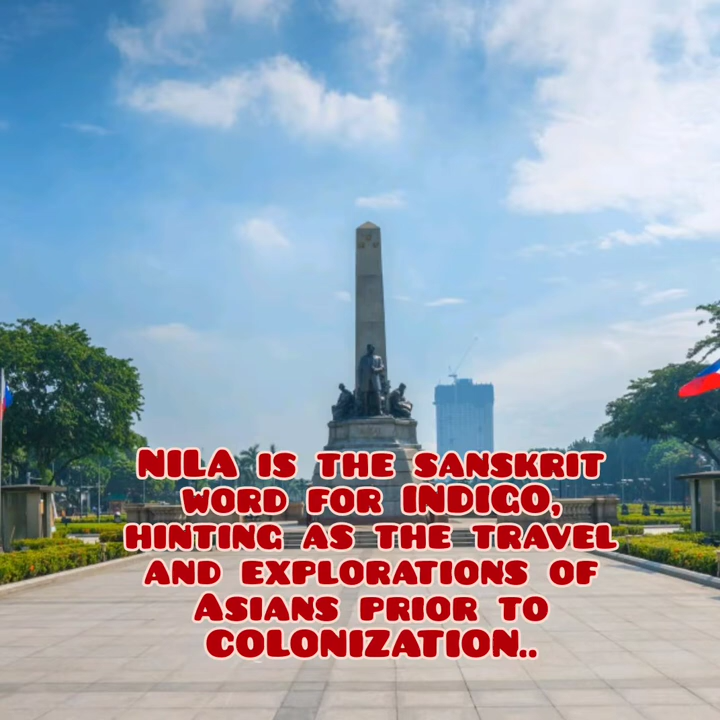 NILA IS THE SANSKRIT
WORD FOR INDIGO,
HINTING AS THE TRAVEL
AND EXPLORATIONS OF
ASIANS PRIOR TO
COLONIZATION..